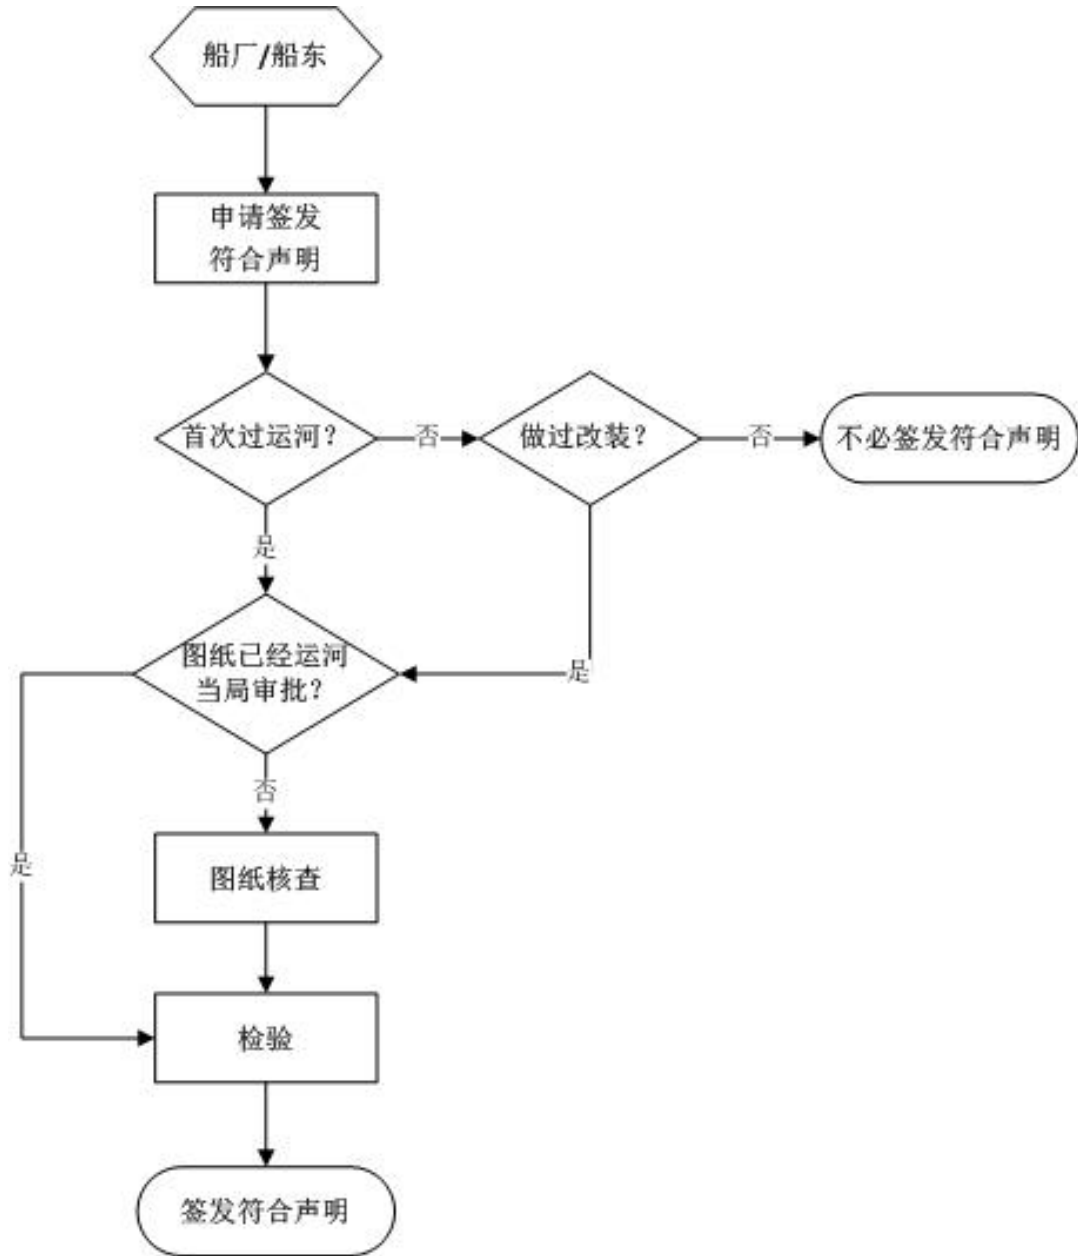 船厂/船东
申请签发
符合声明
首次过运河?
否
做过改装?
否
不必签发符合声明
是
图纸已经运河
当局审批?
是
否
是
图纸核查
检验
签发符合声明